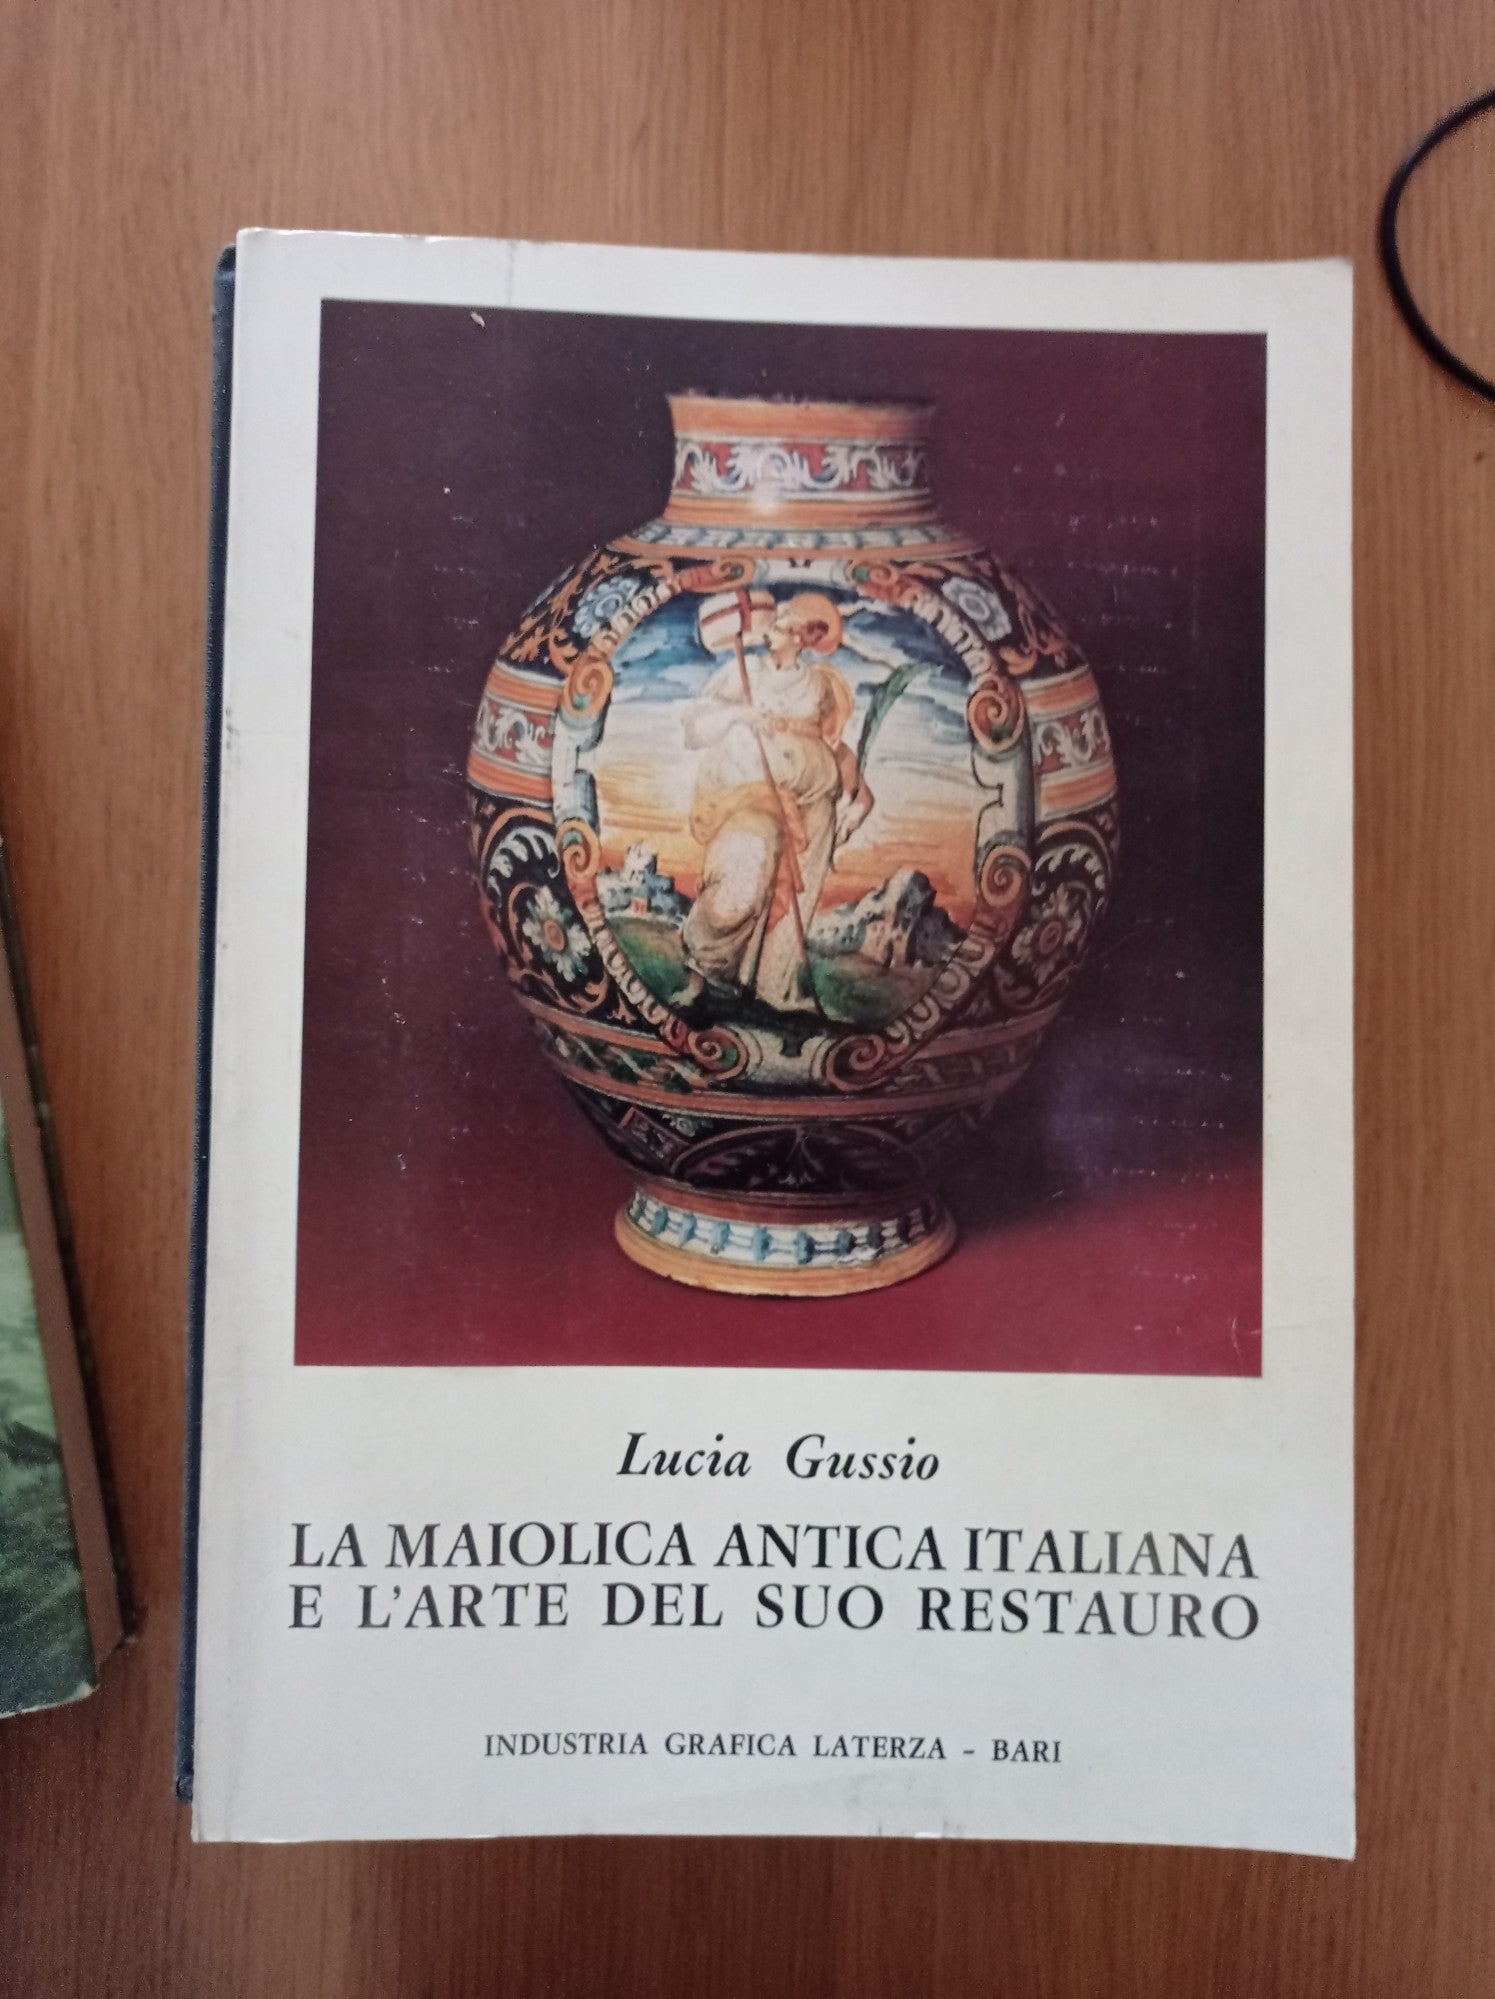 Lucia Gussio
LA MAIOLICA ANTICA ITALIANA
E L'ARTE DEL SUO RESTAURO
INDUSTRIA GRAFICA LATERZA - BARI